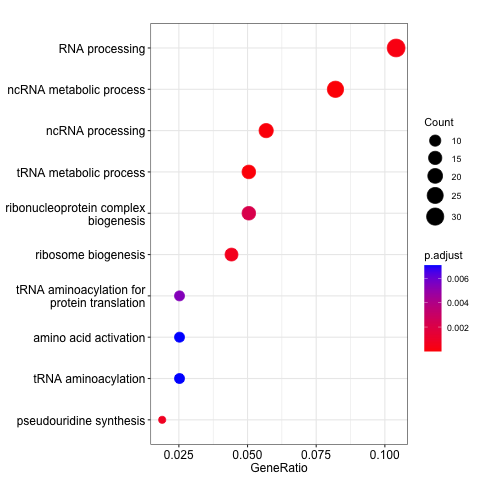 RNA processing
ncRNA metabolic process
ncRNA processing
tRNA metabolic process
ribonucleoprotein complex
biogenesis
ribosome biogenesis
tRNA aminoacylation for
protein translation
amino acid activation
tRNA aminoacylation
pseudouridine synthesis
0.025 0.050 0.075 0.100
GeneRatio
Count
10
15
20
25
30
p.adjust
0.006
0.004
0.002